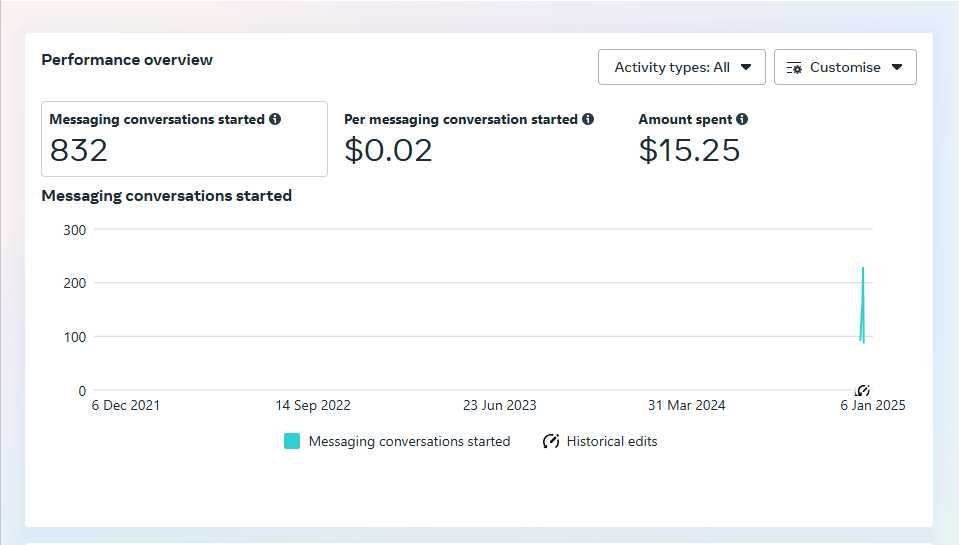 Performance overview
Activity types: All
Customise
Messaging conversations started
832
Per messaging conversation started
$0.02
Amount spent
$15.25
Messaging conversations started
300
200
100
0
6 Dec 2021
14 Sep 2022
23 Jun 2023
31 Mar 2024
6 Jan 2025
Messaging conversations started
Historical edits